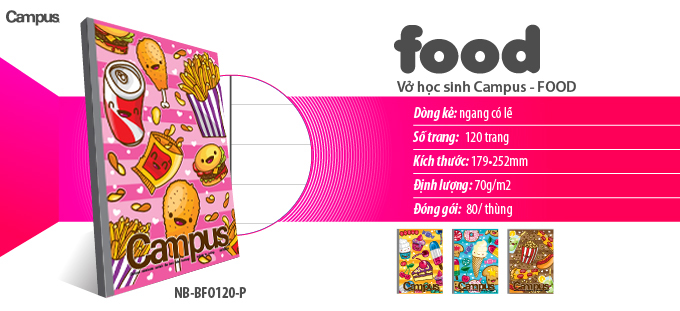 Campus
food
Vở học sinh Campus - FOOD
Dòng kẻ: ngang có lề
Số trang: 120 trang
Kích thước: 179*252mm
Định lượng: 70g/m2
Đóng gói: 80/ thùng
Campus
NB-BF0120-P
Campus
Campus
Campus